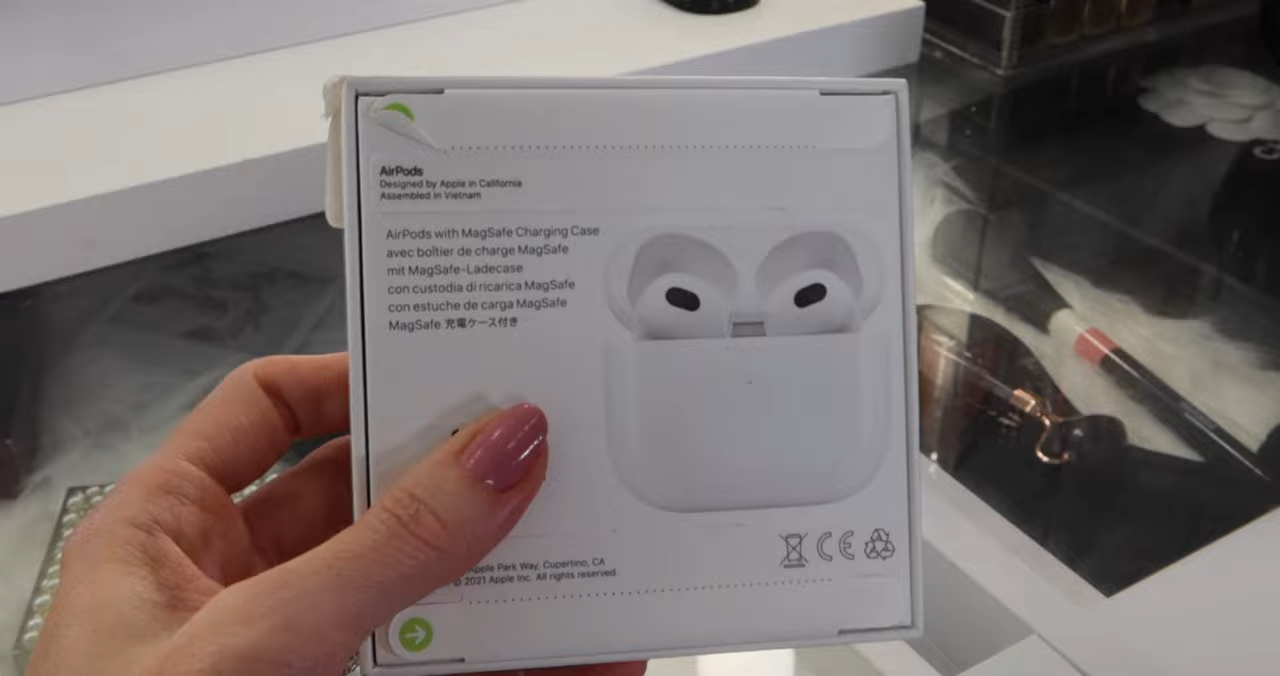 AirPods
Designed by Apple in California
Assembled in Vietnam
AirPods with MagSafe Charging Case
avec boîtier de charge MagSafe
mit MagSafe-Ladecase
con custodia di ricarica MagSafe
con estuche de carga MagSafe
MagSafe 充電ケース付き
Apple Park Way, Cupertino, CA
© 2021 Apple Inc. All rights reserved.
CE